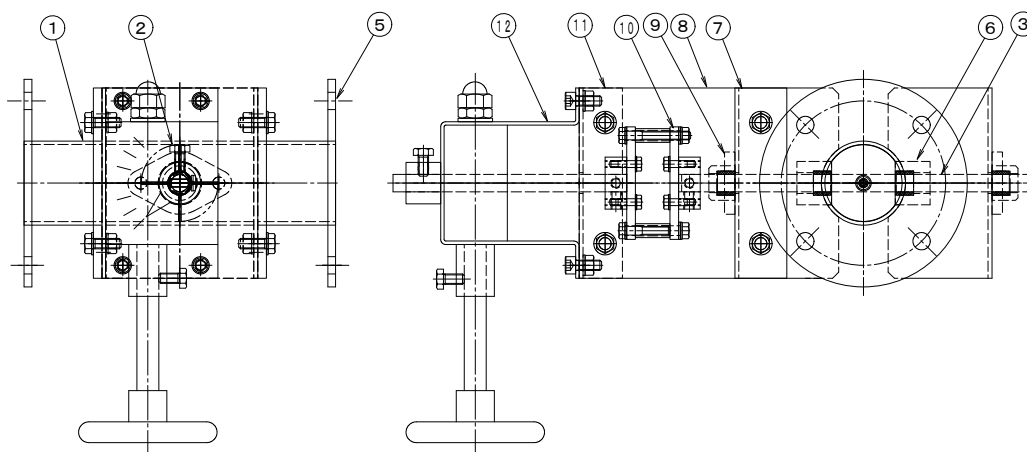 ① ② ⑤ ⑫ ⑪ ⑩ ⑨ ⑧ ⑦ ⑥ ③